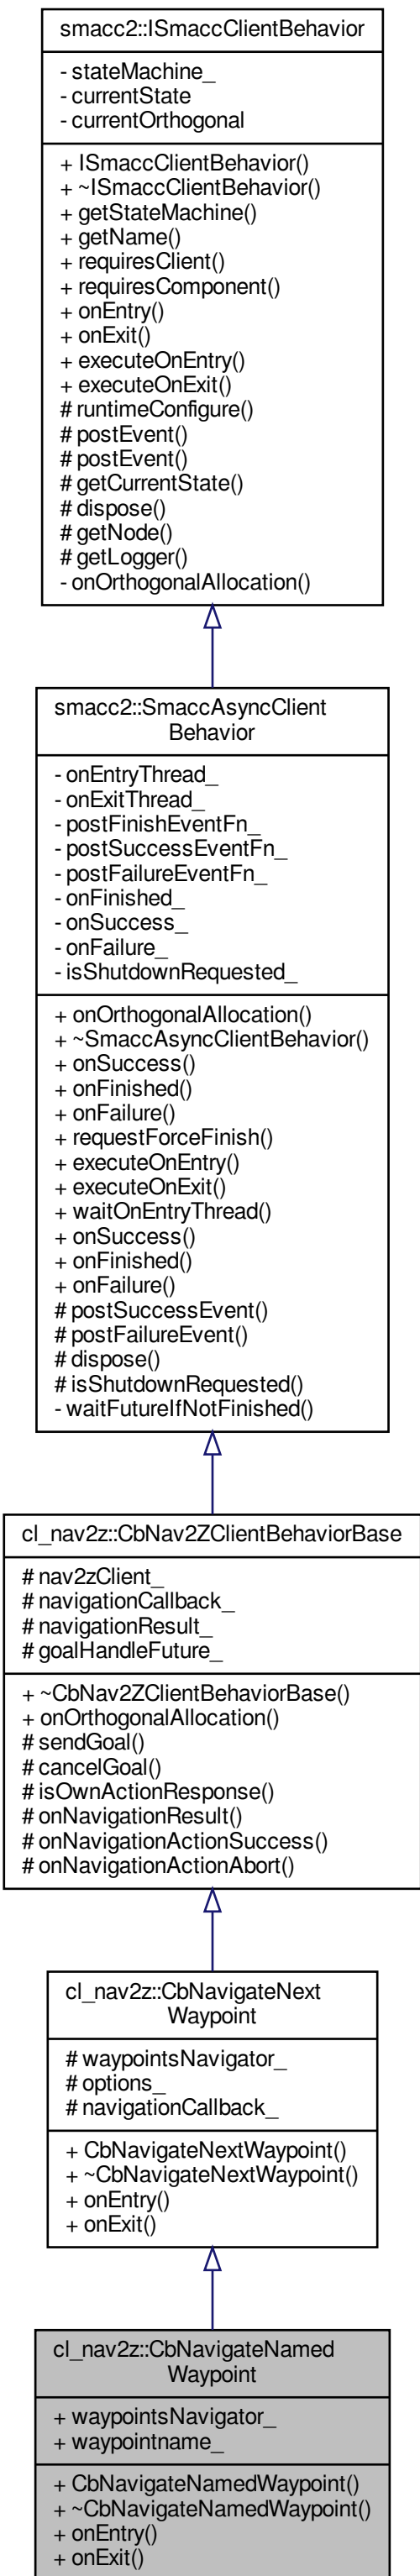 smacc2::ISmaccClientBehavior
- stateMachine_
- currentState
- currentOrthogonal
+ ISmaccClientBehavior()
+ ~ISmaccClientBehavior()
+ getStateMachine()
+ getName()
+ requiresClient()
+ requiresComponent()
+ onEntry()
+ onExit()
+ executeOnEntry()
+ executeOnExit()
# runtimeConfigure()
# postEvent()
# postEvent()
# getCurrentState()
# dispose()
# getNode()
# getLogger()
- onOrthogonalAllocation()
smacc2::SmaccAsyncClient
Behavior
- onEntryThread_
- onExitThread_
- postFinishEventFn_
- postSuccessEventFn_
- postFailureEventFn_
- onFinished_
- onSuccess_
- onFailure_
- isShutdownRequested_
+ onOrthogonalAllocation()
+ ~SmaccAsyncClientBehavior()
+ onSuccess()
+ onFinished()
+ onFailure()
+ requestForceFinish()
+ executeOnEntry()
+ executeOnExit()
+ waitOnEntryThread()
+ onSuccess()
+ onFinished()
+ onFailure()
# postSuccessEvent()
# postFailureEvent()
# dispose()
# isShutdownRequested()
- waitFutureIfNotFinished()
cl_nav2z::CbNav2ZClientBehaviorBase
# nav2zClient_
# navigationCallback_
# navigationResult_
# goalHandleFuture_
+ ~CbNav2ZClientBehaviorBase()
+ onOrthogonalAllocation()
# sendGoal()
# cancelGoal()
# isOwnActionResponse()
# onNavigationResult()
# onNavigationActionSuccess()
# onNavigationActionAbort()
cl_nav2z::CbNavigateNext
Waypoint
# waypointsNavigator_
# options_
# navigationCallback_
+ CbNavigateNextWaypoint()
+ ~CbNavigateNextWaypoint()
+ onEntry()
+ onExit()
cl_nav2z::CbNavigateNamed
Waypoint
+ waypointsNavigator_
+ waypointname_
+ CbNavigateNamedWaypoint()
+ ~CbNavigateNamedWaypoint()
+ onEntry()
+ onExit()